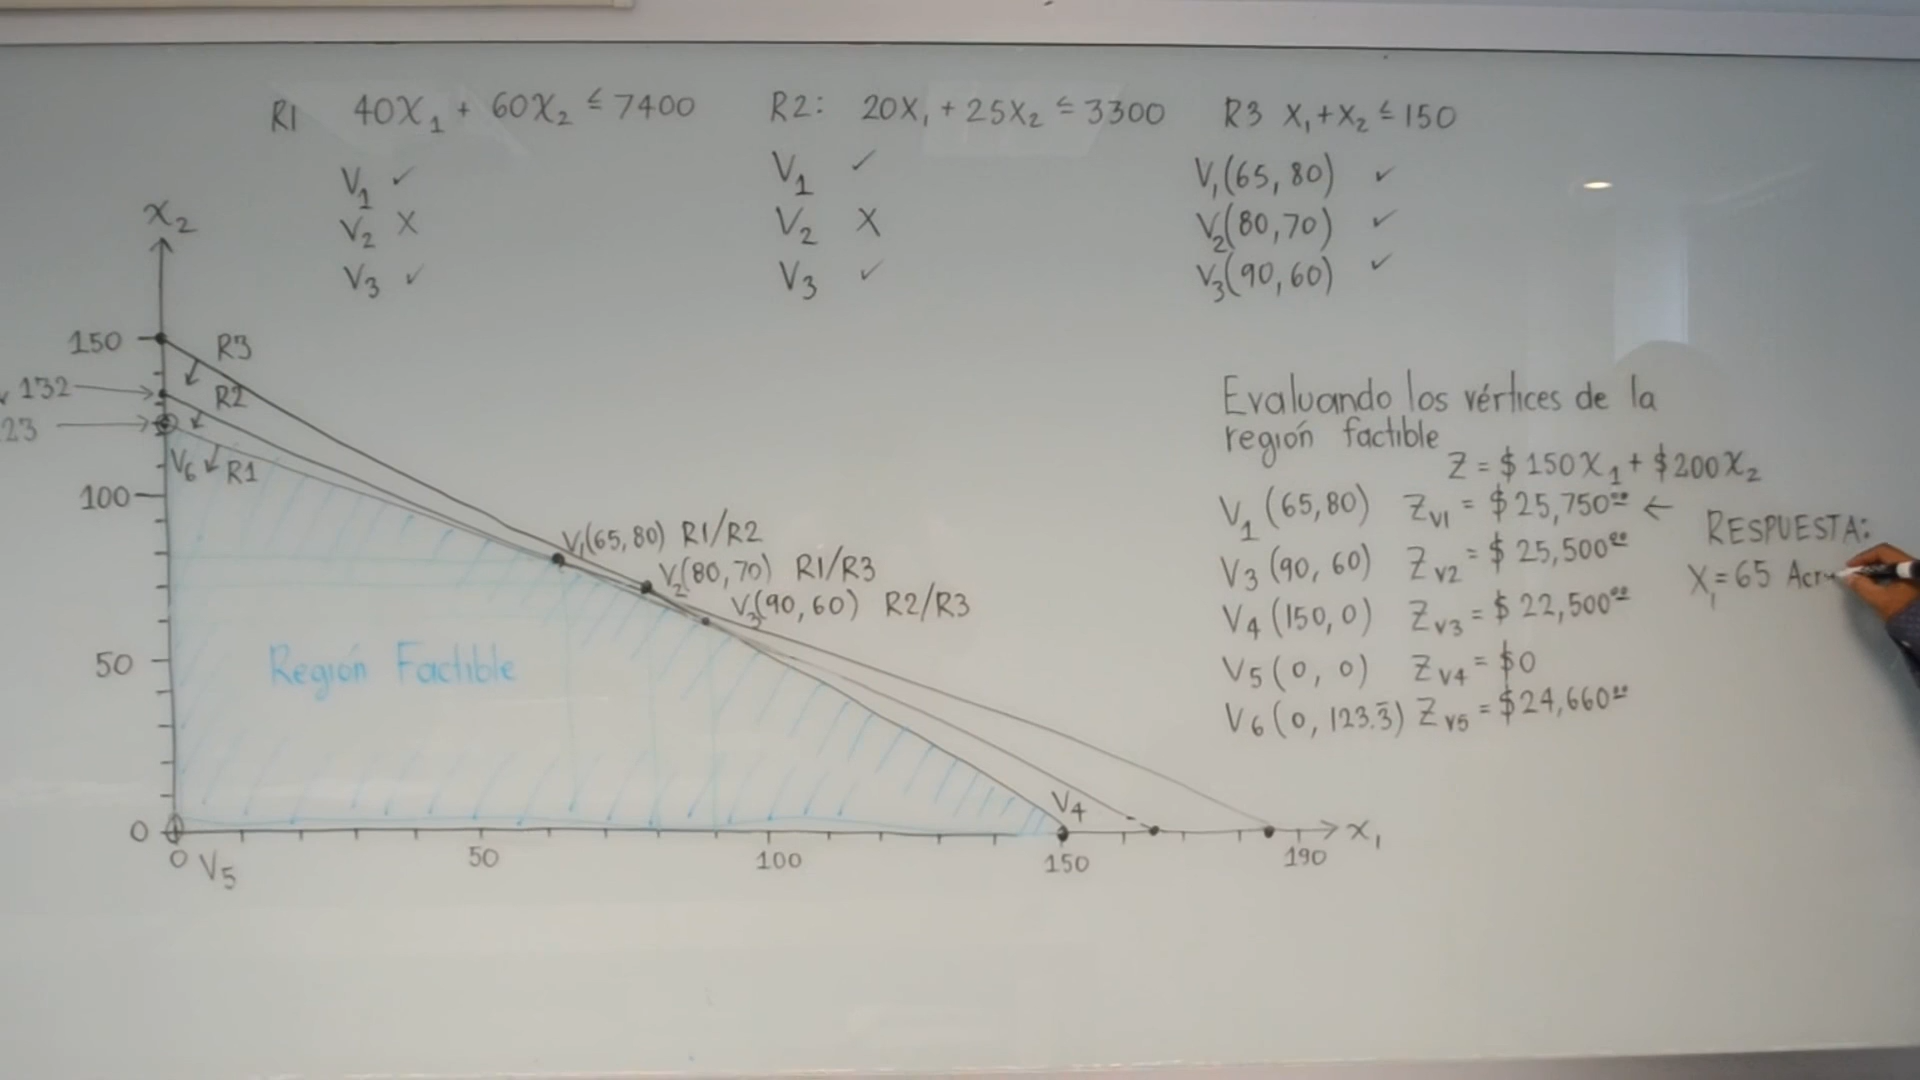 R1 40X₁ + 60X₂ ≤ 7400
R2: 20X₁ + 25X₂ ≤ 3300
R3 X₁+X₂ ≤ 150
V₁ ✓
V₂ X
V₃ ✓
V₁ ✓
V₂ X
V₃ ✓
V₁(65, 80) ✓
V₂(80,70) ✓
V₃(90,60) ✓
X₂
150
R3
132
R2
23
V₆
R1
100
V₁(65,80) R1/R2
V₂(80,70) R1/R3
V₃(90,60) R2/R3
50
Región Factible
0
0
V₅
50
100
V₄
150
190
X₁
Evaluando los vértices de la
región factible
Z = $150X₁ + $200X₂
V₁ (65,80) Zᵥ₁ = $25,750⁰⁰ ←
V₃ (90,60) Zᵥ₂ = $25,500⁰⁰
V₄ (150,0) Zᵥ₃ = $22,500⁰⁰
V₅ (0, 0) Zᵥ₄ = $0
V₆ (0, 123.3̄) Zᵥ₅ = $24,660⁰⁰
RESPUESTA:
X₁ = 65 Acr